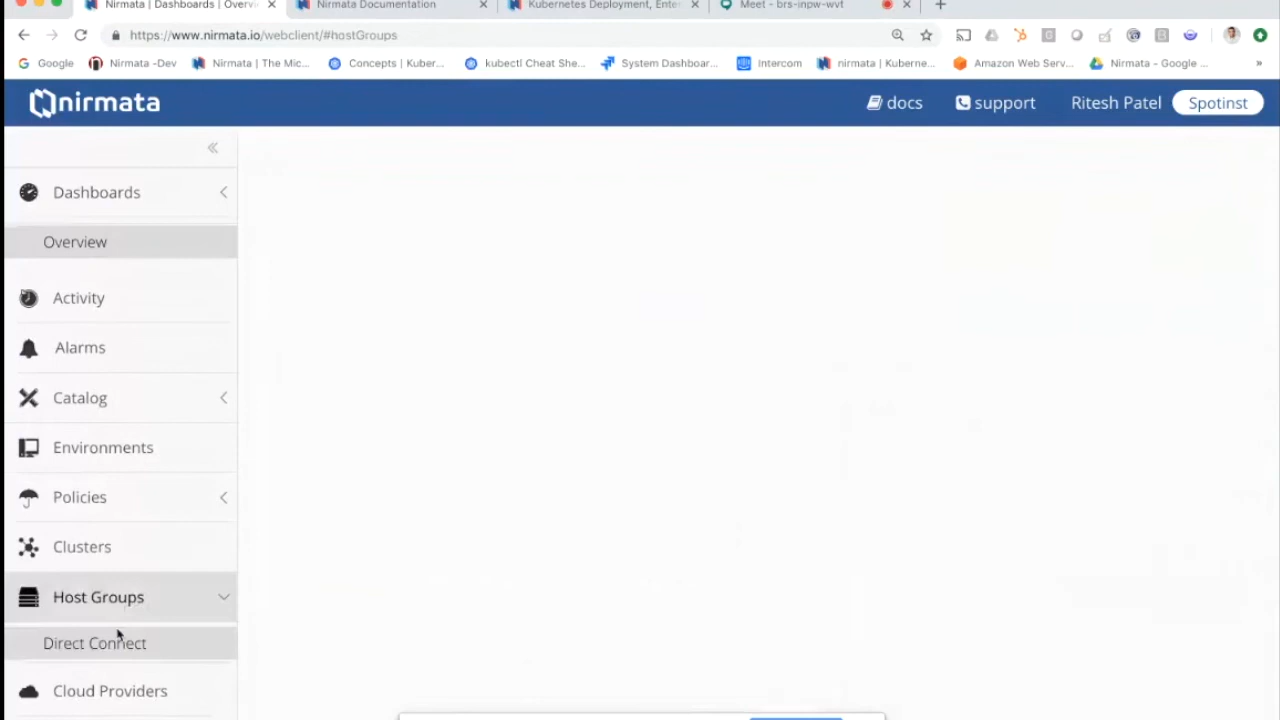 Nirmata | Dashboards | Overvi
Nirmata Documentation
Kubernetes Deployment, Ente
Meet - brs-inpw-wvt
https://www.nirmata.io/webclient/#hostGroups
Google
Nirmata -Dev
Nirmata | The Mic...
Concepts | Kuber...
kubectl Cheat She...
System Dashboar...
Intercom
nirmata | Kuberne...
Amazon Web Serv...
Nirmata - Google ...
»
nirmata
docs
support
Ritesh Patel
Spotinst
Dashboards
Overview
Activity
Alarms
Catalog
Environments
Policies
Clusters
Host Groups
Direct Connect
Cloud Providers